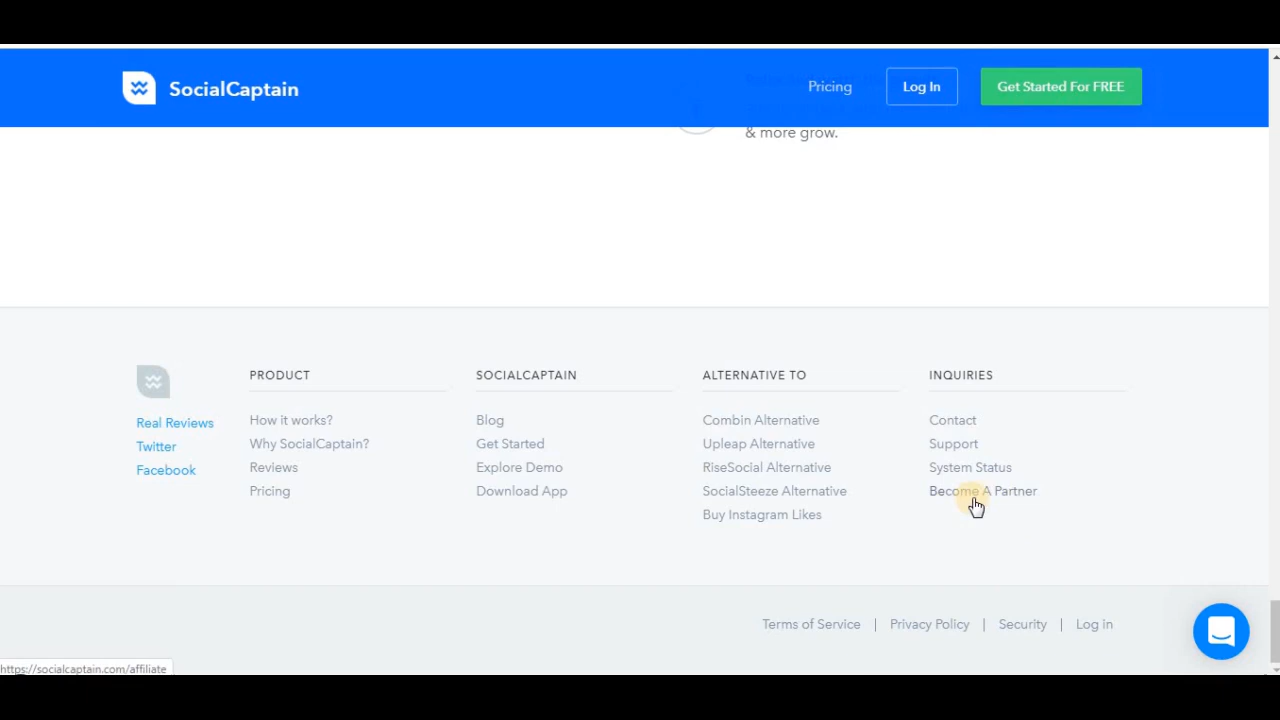 SocialCaptain
Pricing
Log In
Get Started For FREE
& more grow.
Real Reviews
Twitter
Facebook
PRODUCT
How it works?
Why SocialCaptain?
Reviews
Pricing
SOCIALCAPTAIN
Blog
Get Started
Explore Demo
Download App
ALTERNATIVE TO
Combin Alternative
Upleap Alternative
RiseSocial Alternative
SocialSteeze Alternative
Buy Instagram Likes
INQUIRIES
Contact
Support
System Status
Become A Partner
Terms of Service | Privacy Policy | Security | Log in
https://socialcaptain.com/affiliate